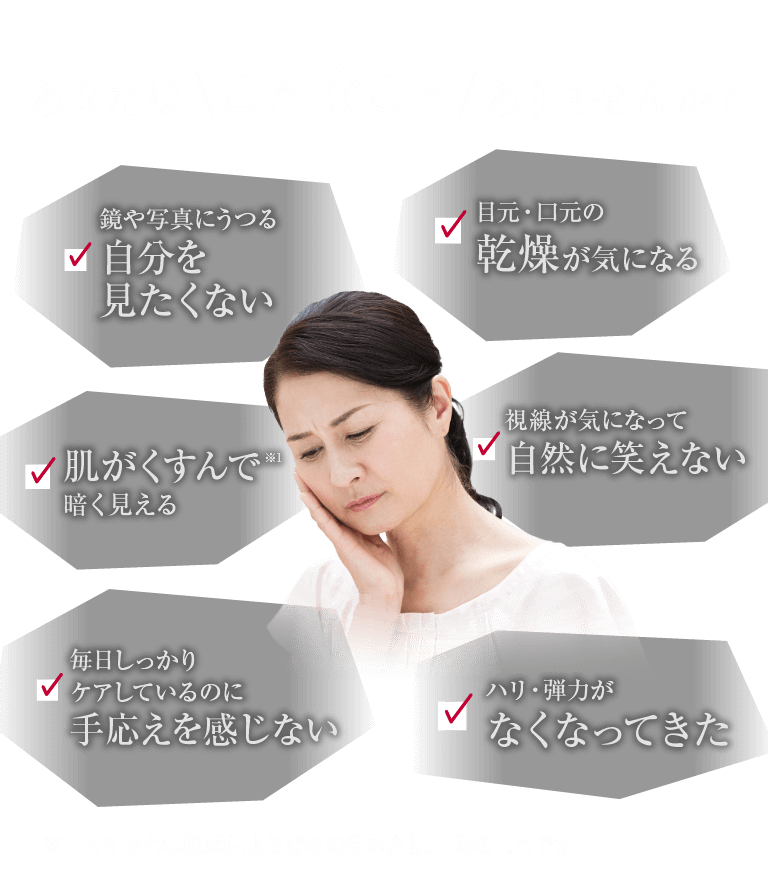 鏡や写真にうつる
自分を
見たくない
目元・口元の
乾燥が気になる
肌がくすんで※1
暗く見える
視線が気になって
自然に笑えない
毎日しっかり
ケアしているのに
手応えを感じない
ハリ・弾力が
なくなってきた